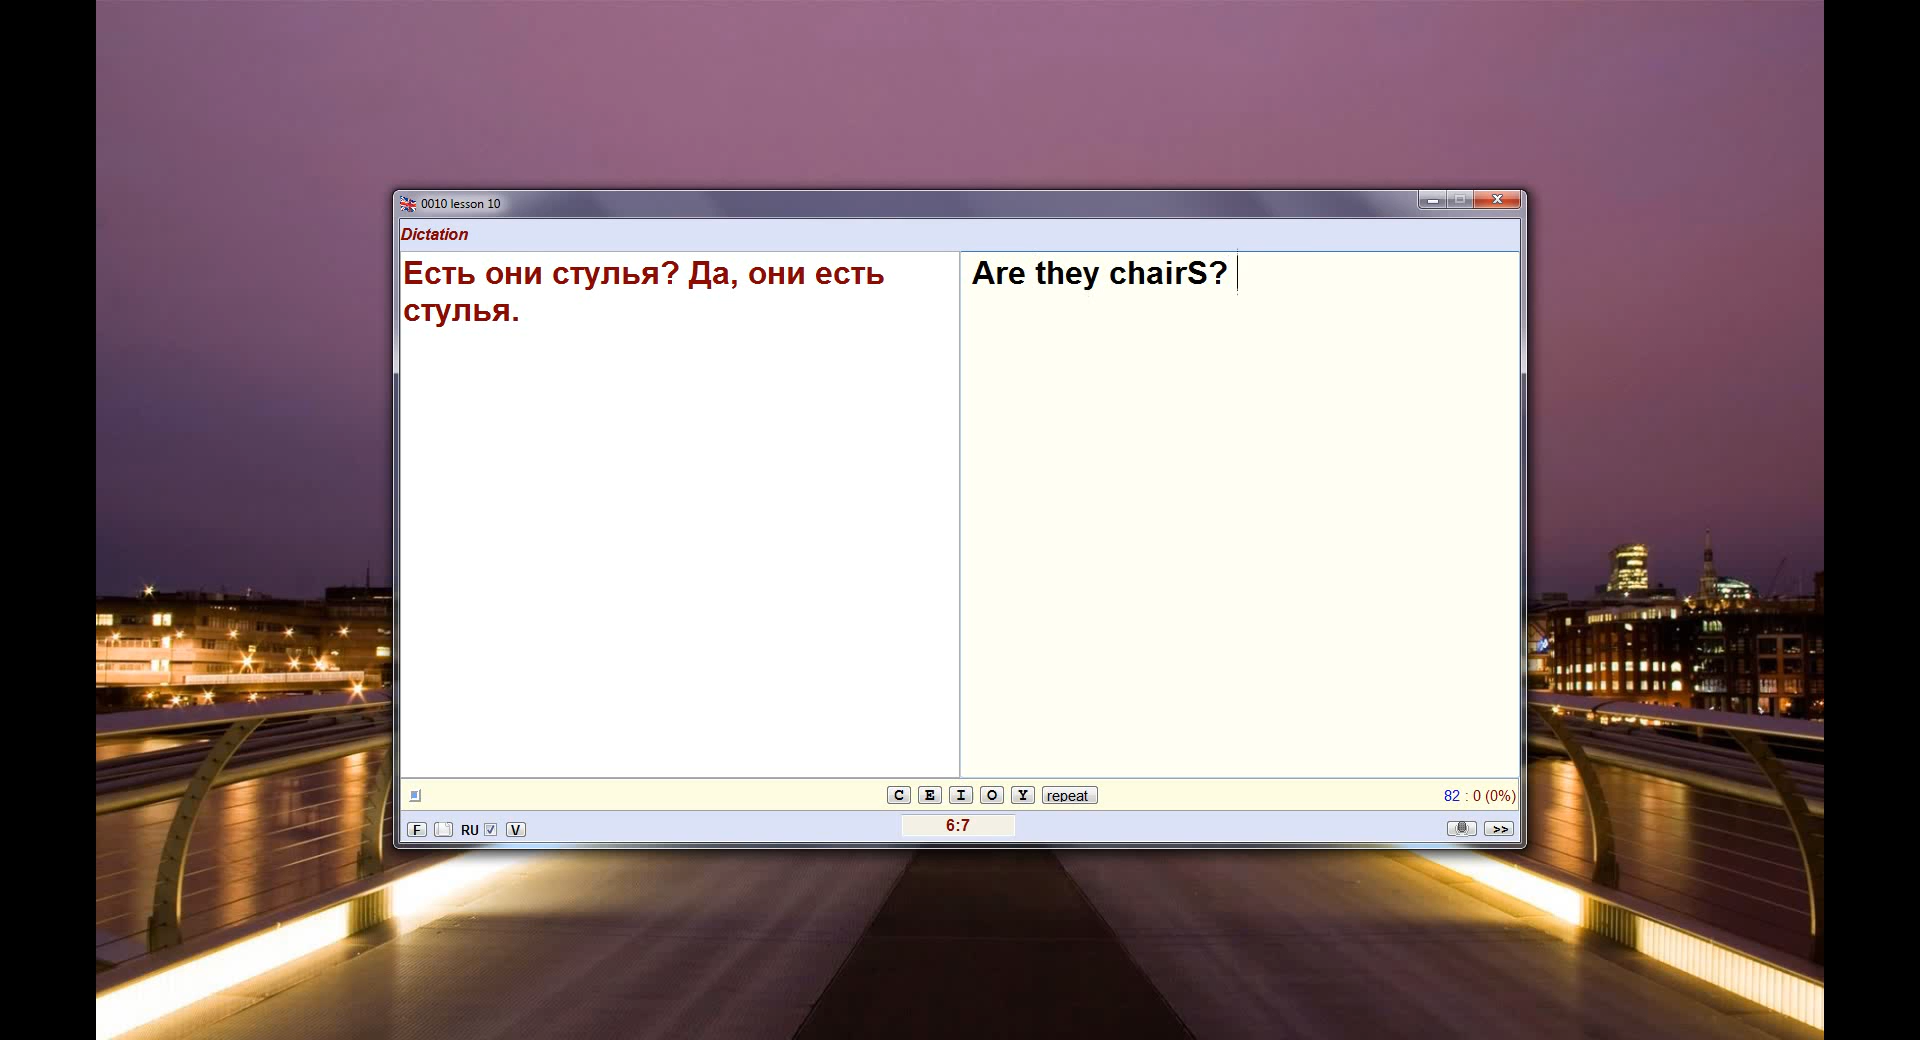 0010 lesson 10
Dictation
Есть они стулья? Да, они есть
стулья.
Are they chairS?
C E I O Y repeat
82 : 0 (0%)
F RU V
6:7
>>